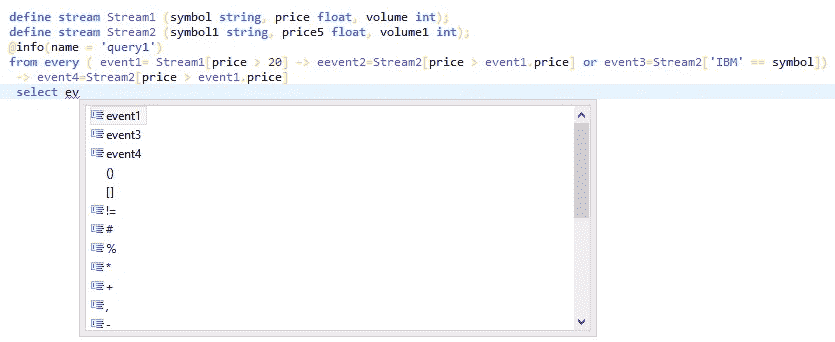 define stream Stream1 (symbol string, price float, volume int);
define stream Stream2 (symbol1 string, price5 float, volume1 int);
@info(name = 'query1')
from every ( event1= Stream1[price > 20] -> eevent2=Stream2[price > event1.price] or event3=Stream2['IBM' == symbol])
-> event4=Stream2[price > event1.price]
select ev
event1
event3
event4
()
[]
!=
#
%
*
+
,
-